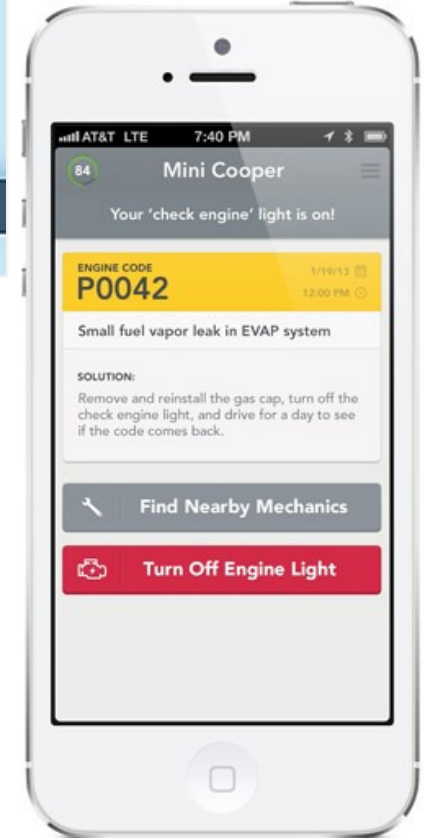 AT&T LTE 7:40 PM
84 Mini Cooper
Your 'check engine' light is on!
ENGINE CODE 1/19/13
P0042 12:00 PM
Small fuel vapor leak in EVAP system
SOLUTION:
Remove and reinstall the gas cap, turn off the
check engine light, and drive for a day to see
if the code comes back.
Find Nearby Mechanics
Turn Off Engine Light